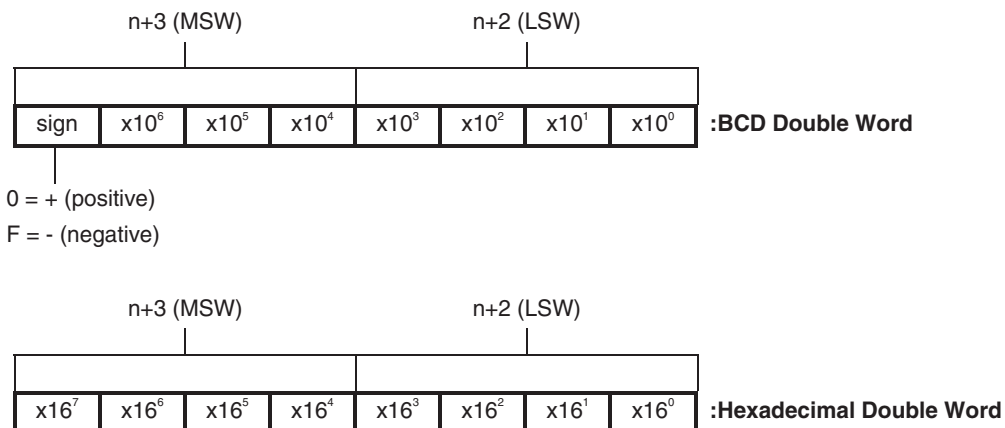 n+3 (MSW) n+2 (LSW)
sign x10⁶ x10⁵ x10⁴ x10³ x10² x10¹ x10⁰ :BCD Double Word
0 = + (positive)
F = - (negative)
n+3 (MSW) n+2 (LSW)
x16⁷ x16⁶ x16⁵ x16⁴ x16³ x16² x16¹ x16⁰ :Hexadecimal Double Word